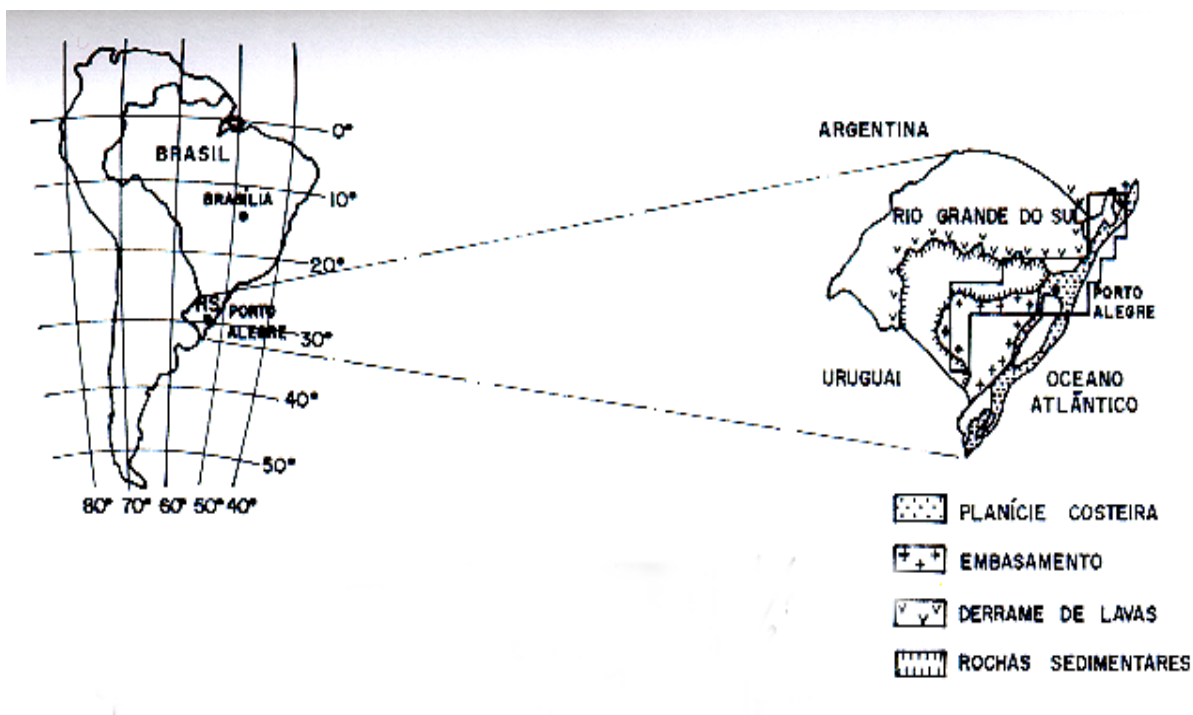 0°
BRASIL
BRASÍLIA
10°
20°
RS
PORTO
ALEGRE
30°
40°
50°
80° 70° 60° 50° 40°
ARGENTINA
RIO GRANDE DO SUL
PORTO
ALEGRE
URUGUAI
OCEANO
ATLÂNTICO
PLANÍCIE COSTEIRA
EMBASAMENTO
DERRAME DE LAVAS
ROCHAS SEDIMENTARES